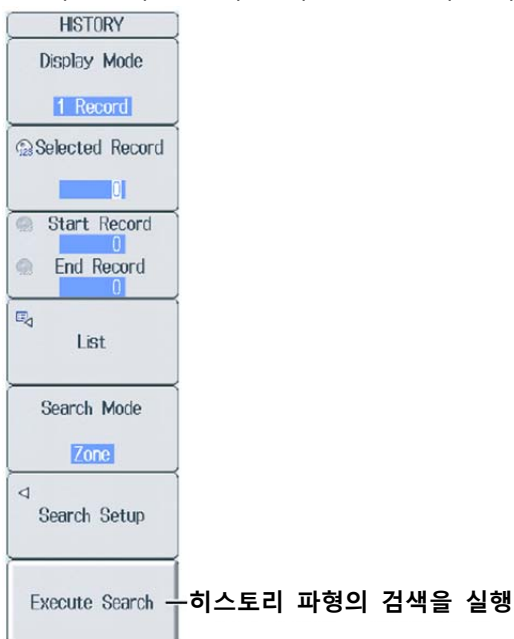 HISTORY
Display Mode
1 Record
Selected Record
0
Start Record
0
End Record
0
List
Search Mode
Zone
Search Setup
Execute Search 히스토리 파형의 검색을 실행